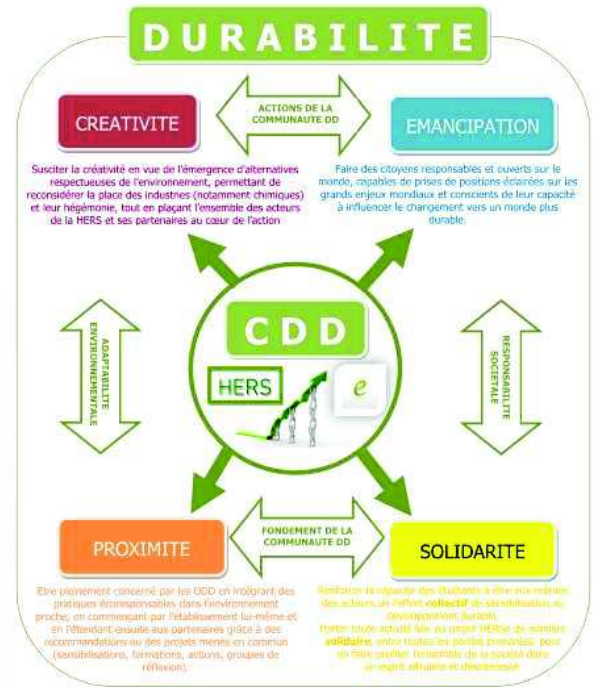 DURABILITE
CREATIVITE
ACTIONS DE LA
COMMUNAUTE DD
EMANCIPATION
Susciter la créativité en vue de l'émergence d'alternatives
respectueuses de l'environnement, permettant de
reconsidérer la place des industries (notamment chimiques)
et leur hégémonie, tout en plaçant l'ensemble des acteurs
de la HERS et ses partenaires au cœur de l'action
Faire des citoyens responsables et ouverts sur le
monde, capables de prises de positions éclairées sur les
grands enjeux mondiaux et conscients de leur capacité
à influencer le changement vers un monde plus
durable.
ADAPTABILITE
ENVIRONNEMENTALE
CDD
HERS
e
RESPONSABILITE
SOCIETALE
PROXIMITE
FONDEMENT DE LA
COMMUNAUTE DD
SOLIDARITE
Etre pleinement concerné par les ODD en intégrant des
pratiques écoresponsables dans l'environnement
proche, en commençant par l'établissement lui-même et
en l'étendant ensuite aux partenaires grâce à des
recommandations ou des projets menés en commun
(sensibilisations, formations, actions, groupes de
réflexion).
Renforcer la capacité des étudiants à être eux-mêmes
des acteurs de l'effort collectif de sensibilisation au
développement durable.
Porter toute activité liée au projet HERSe de manière
solidaire, entre toutes les parties prenantes, pour
en faire profiter l'ensemble de la société dans
un esprit altruiste et désintéressé